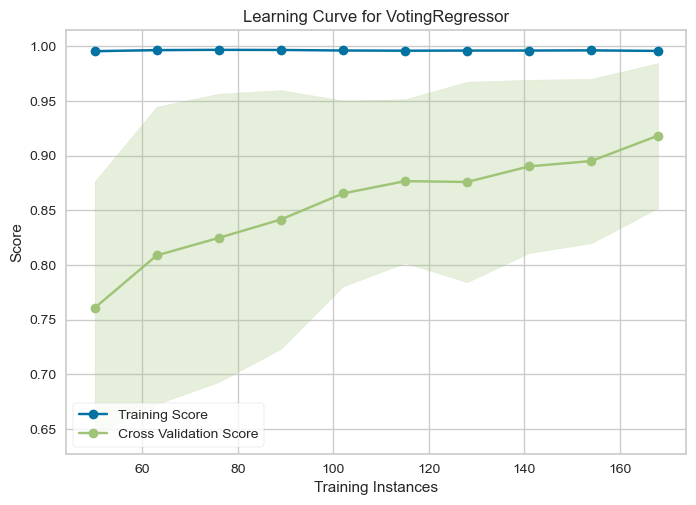 Learning Curve for VotingRegressor
1.00
0.95
0.90
0.85
0.80
0.75
0.70
0.65
Score
Training Score
Cross Validation Score
60
80
100
120
140
160
Training Instances